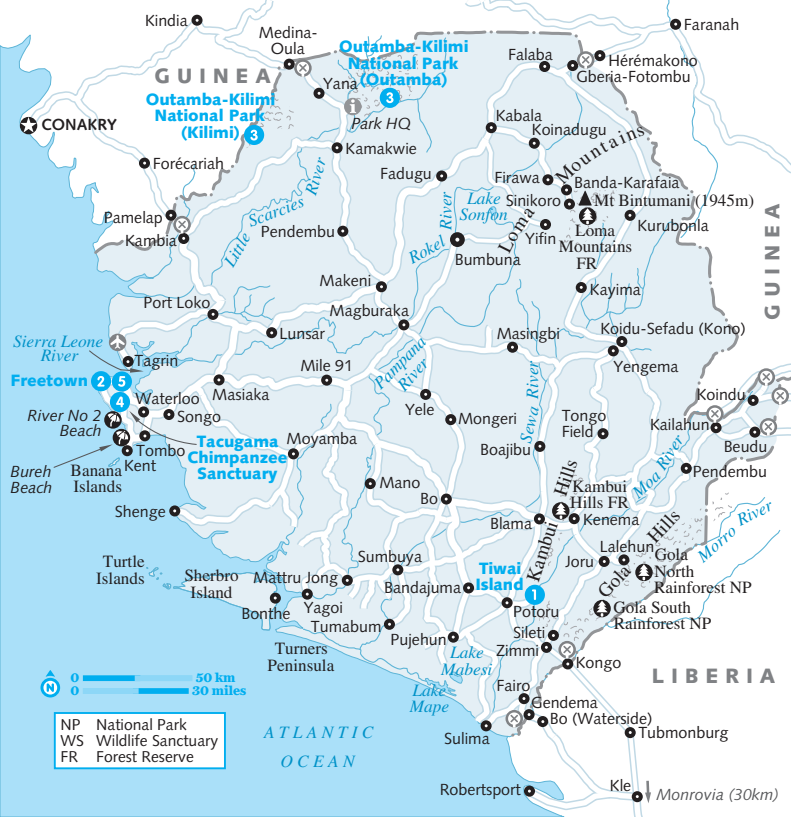 Kindia
Faranah
Medina-
Oula
Outamba-Kilimi
National Park
(Outamba)
3
Falaba
Hérémakono
Gberia-Fotombu
GUINEA
Yana
Outamba-Kilimi
National Park
(Kilimi)
3
i
Park HQ
CONAKRY
Kabala
Koinadugu
Kamakwie
Forécariah
Fadugu
Firawa
Loma Mountains
Banda-Karafaia
Sinikoro
Mt Bintumani (1945m)
Little Scarcies River
Lake
Sonfon
Pamelap
Kambia
Pendembu
Rokel River
Bumbuna
Yifin
Loma
Mountains
FR
Kurubonla
GUINEA
Makeni
Kayima
Port Loko
Magburaka
Lunsar
Masingbi
Koidu-Sefadu (Kono)
Yengema
Sierra Leone
River
Tagrin
Freetown
2
5
4
Mile 91
Pampana
River
Masiaka
Waterloo
Songo
Yele
Mongeri
Sewa River
Tongo
Field
Koindu
Kailahun
Beudu
River No 2
Beach
Tacugama
Chimpanzee
Sanctuary
Moyamba
Boajibu
Moa River
Tombo
Kent
Bureh
Beach
Banana
Islands
Pendembu
Mano
Bo
Kambui
Hills FR
Kambui Hills
Shenge
Blama
Kenema
Morro River
Gola Hills
Lalehun
Joru
Gola
North
Rainforest NP
Turtle
Islands
Sherbro
Island
Sumbuya
Mattru Jong
Bandajuma
Tiwai
Island
1
Potoru
Gola South
Rainforest NP
Bonthe
Yagoi
Tumabum
Pujehun
Sileti
Zimmi
Turners
Peninsula
Lake
Mabesi
Kongo
LIBERIA
Lake
Mape
Fairo
Gendema
Bo (Waterside)
N
0 50 km
0 30 miles
NP National Park
WS Wildlife Sanctuary
FR Forest Reserve
ATLANTIC
OCEAN
Sulima
Tubmonburg
Robertsport
Kle
Monrovia (30km)